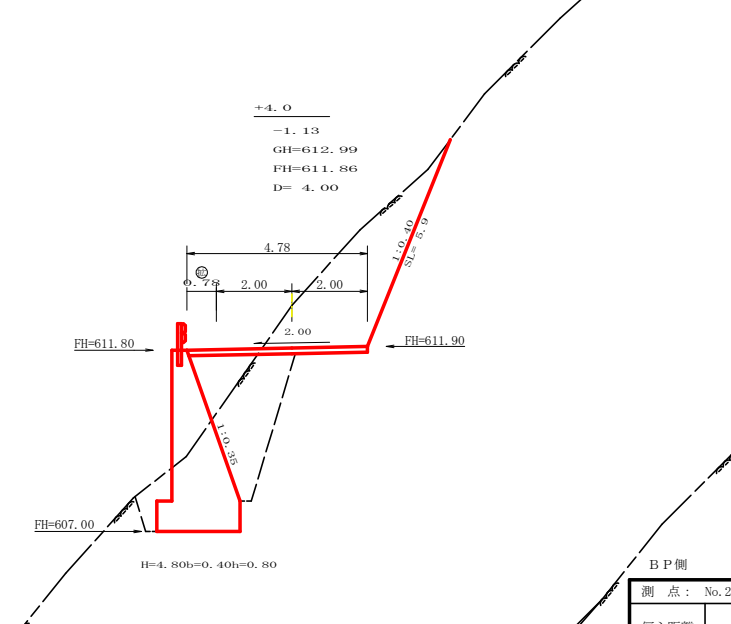 +4.0
-1.13
GH=612.99
FH=611.86
D= 4.00
1:0.40
SL= 5.9
4.78
0.78
2.00
2.00
2.00
FH=611.80
FH=611.90
1:0.35
FH=607.00
H=4.80b=0.40h=0.80
BP側
測 点: No.2